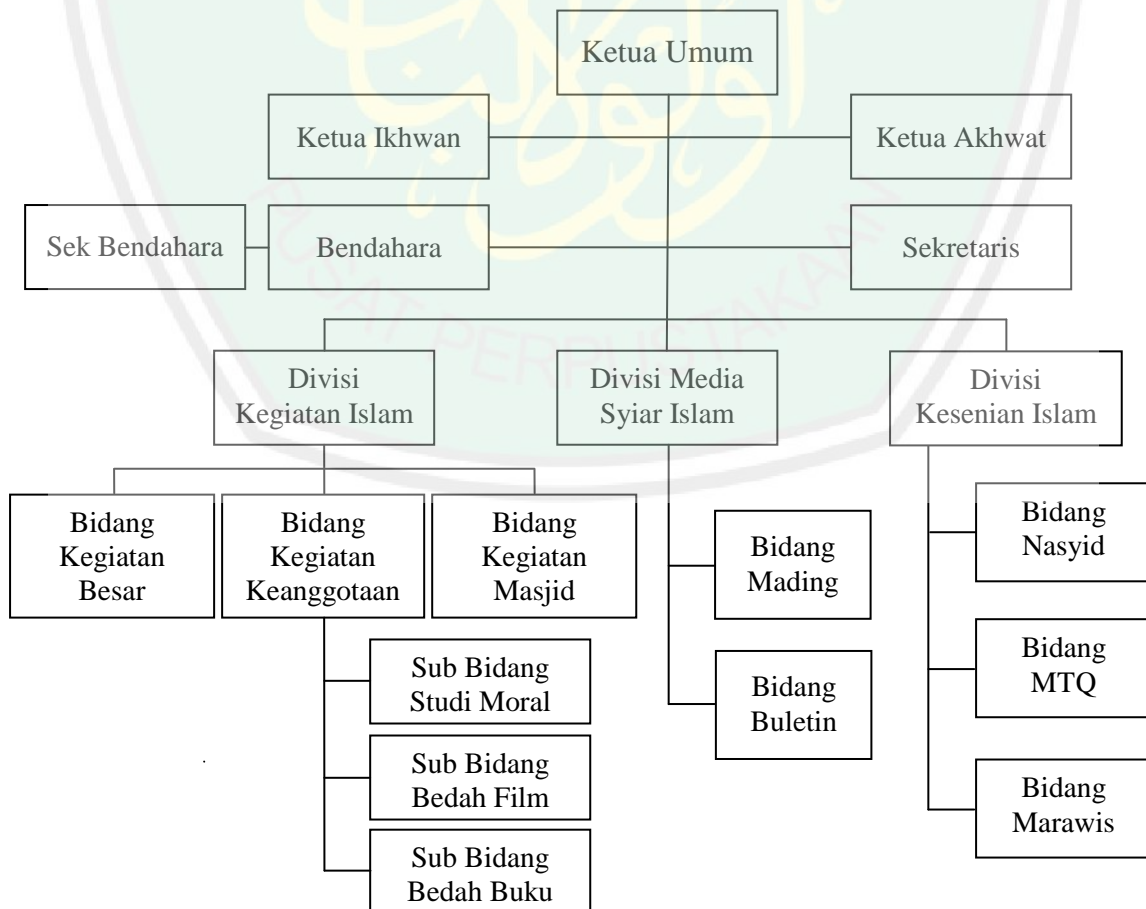 Ketua Umum
Ketua Ikhwan
Ketua Akhwat
Sek Bendahara
Bendahara
Sekretaris
PUSAT PERPUSTAKAAN
Divisi
Kegiatan Islam
Divisi Media
Syiar Islam
Divisi
Kesenian Islam
Bidang
Kegiatan
Besar
Bidang
Kegiatan
Keanggotaan
Bidang
Kegiatan
Masjid
Bidang
Mading
Bidang
Nasyid
Sub Bidang
Studi Moral
Bidang
Buletin
Bidang
MTQ
Sub Bidang
Bedah Film
Bidang
Marawis
Sub Bidang
Bedah Buku